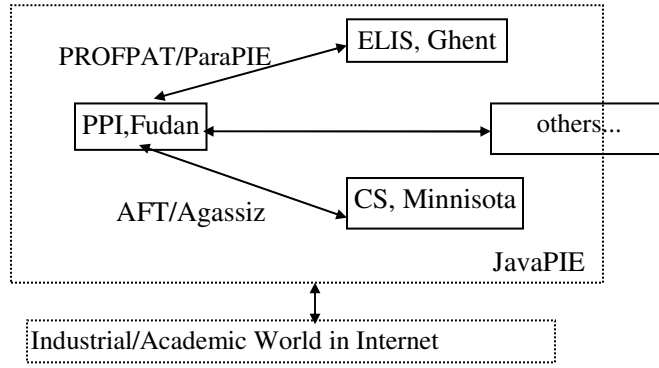 ELIS, Ghent
PROFPAT/ParaPIE
PPI,Fudan
others...
CS, Minnisota
AFT/Agassiz
JavaPIE
Industrial/Academic World in Internet